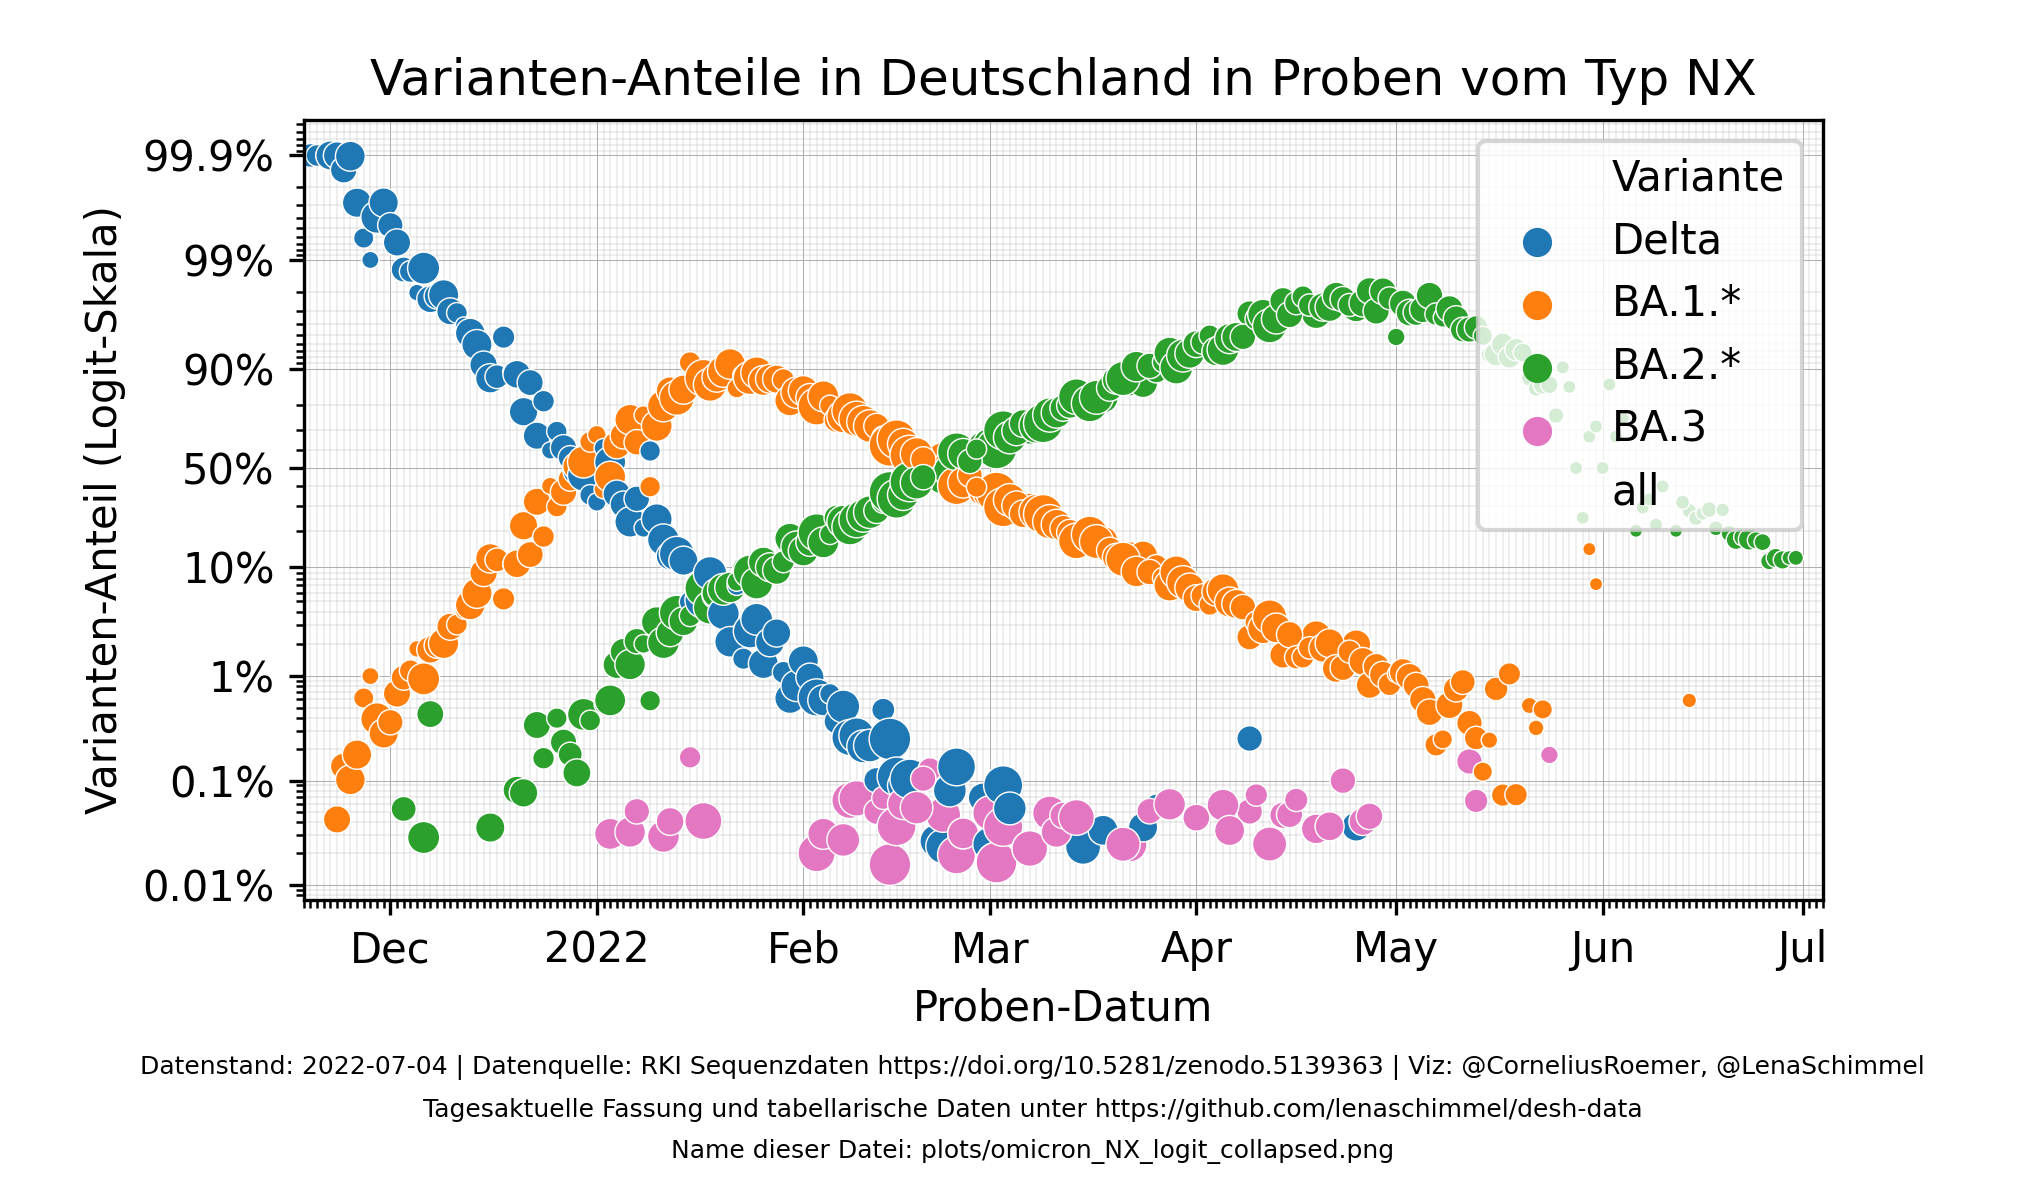 Varianten-Anteile in Deutschland in Proben vom Typ NX
Varianten-Anteil (Logit-Skala)
99.9%
99%
90%
50%
10%
1%
0.1%
0.01%
Variante
Delta
BA.1.*
BA.2.*
BA.3
all
Dec 2022 Feb Mar Apr May Jun Jul
Proben-Datum
Datenstand: 2022-07-04 | Datenquelle: RKI Sequenzdaten https://doi.org/10.5281/zenodo.5139363 | Viz: @CorneliusRoemer, @LenaSchimmel
Tagesaktuelle Fassung und tabellarische Daten unter https://github.com/lenaschimmel/desh-data
Name dieser Datei: plots/omicron_NX_logit_collapsed.png